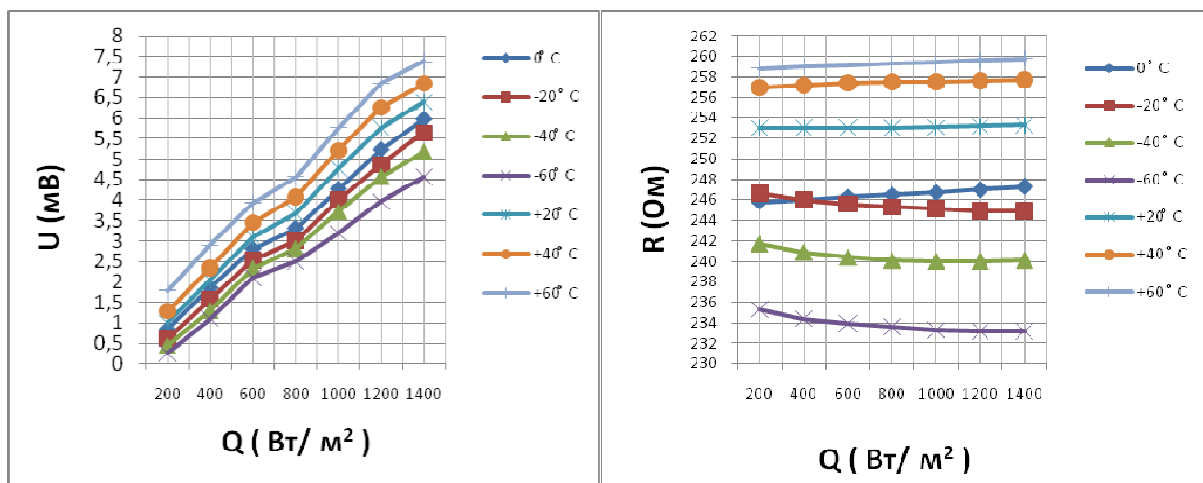 8
7,5
7
6,5
6
5,5
5
4,5
4
3,5
3
2,5
2
1,5
1
0,5
0
U (мВ)
200 400 600 800 1000 1200 1400
Q ( Вт/ м²)
0° C
-20° C
-40° C
-60° C
+20° C
+40° C
+60° C
262
260
258
256
254
252
250
248
246
244
242
240
238
236
234
232
230
R (Ом)
200 400 600 800 1000 1200 1400
Q ( Вт/ м² )
0° C
-20° C
-40° C
-60° C
+20° C
+40° C
+60° C